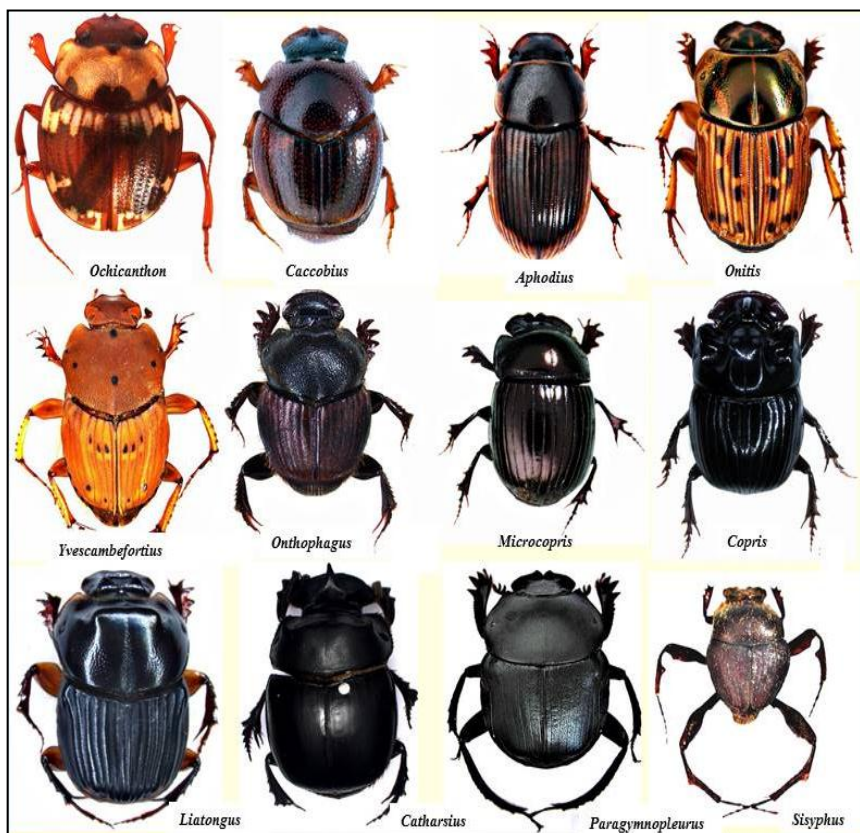 Ochicanthon
Caccobius
Aphodius
Onitis
Yvescambefortius
Onthophagus
Microcopris
Copris
Liatongus
Catharsius
Paragymnopleurus
Sisyphus